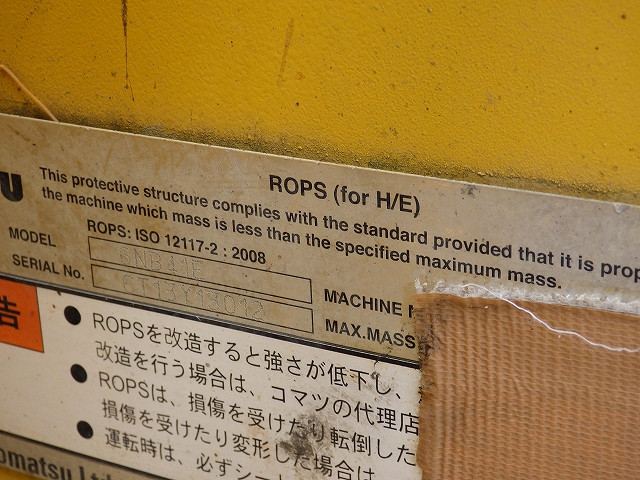 U
ROPS (for H/E)
This protective structure complies with the standard provided that it is prop
the machine which mass is less than the specified maximum mass.
ROPS: ISO 12117-2 : 2008
MODEL 6NB11E
SERIAL No. 6T13Y13012
MACHINE
MAX.MASS
告
● ROPSを改造すると強さが低下し、
改造を行う場合は、コマツの代理店
● ROPSは、損傷を受けたり転倒した
損傷を受けたり変形した場合は
● 運転時は、必ずシー
omatsu Ltd